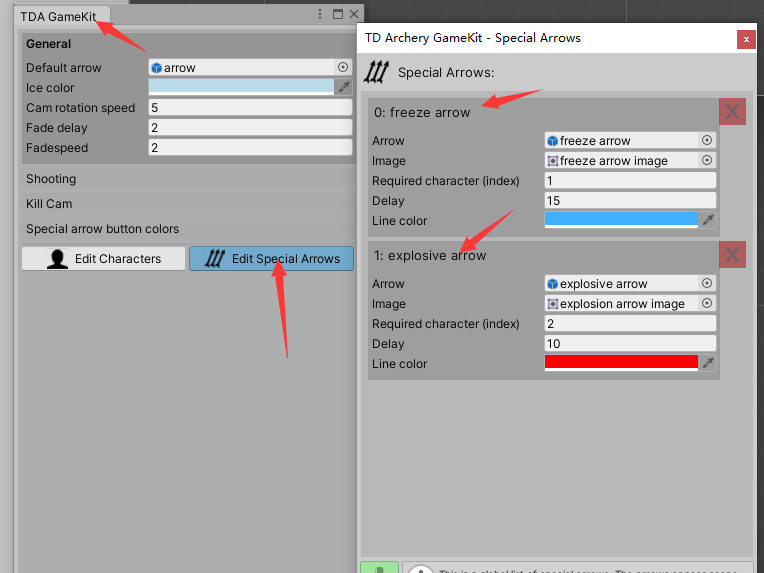 TDA GameKit
General
Default arrow arrow
Ice color
Cam rotation speed 5
Fade delay 2
Fadespeed 2
Shooting
Kill Cam
Special arrow button colors
Edit Characters Edit Special Arrows
TD Archery GameKit - Special Arrows
Special Arrows:
0: freeze arrow
Arrow freeze arrow
Image freeze arrow image
Required character (index) 1
Delay 15
Line color
1: explosive arrow
Arrow explosive arrow
Image explosion arrow image
Required character (index) 2
Delay 10
Line color
This is a global list of special arrows. The arrows appear